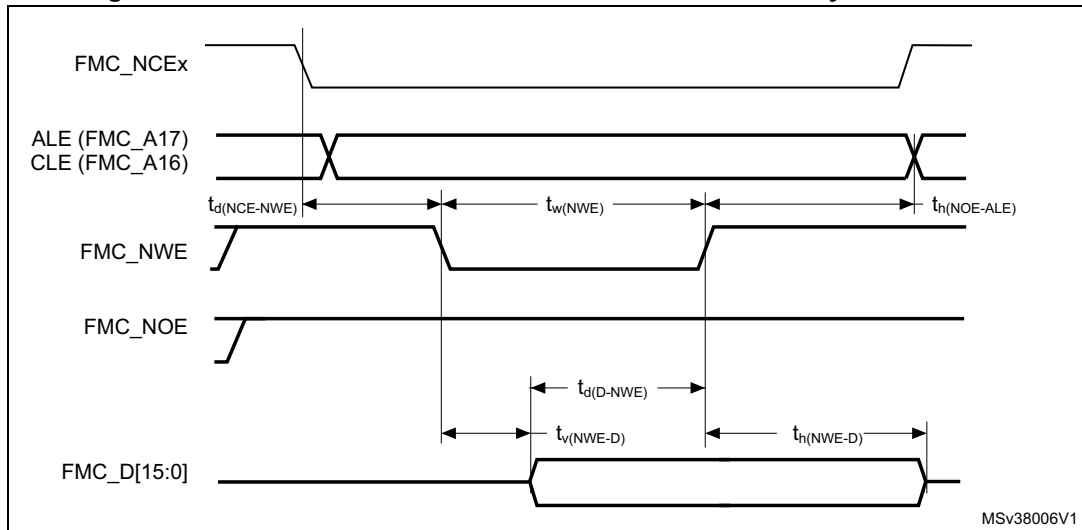 FMC_NCEx
ALE (FMC_A17)
CLE (FMC_A16)
td(NCE-NWE) tw(NWE) th(NOE-ALE)
FMC_NWE
FMC_NOE
td(D-NWE)
tv(NWE-D) th(NWE-D)
FMC_D[15:0]
MSv38006V1